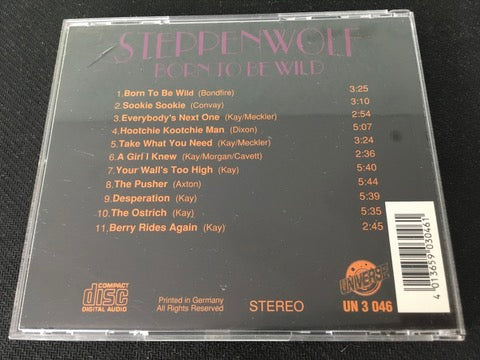 STEPPENWOLF
BORN TO BE WILD
1. Born To Be Wild (Bondfire) 3:25
2. Sookie Sookie (Convay) 3:10
3. Everybody's Next One (Kay/Meckler) 2:54
4. Hootchie Kootchie Man (Dixon) 5:07
5. Take What You Need (Kay/Meckler) 3:24
6. A Girl I Knew (Kay/Morgan/Cavett) 2:36
7. Your Wall's Too High (Kay) 5:40
8. The Pusher (Axton) 5:44
9. Desperation (Kay) 5:39
10. The Ostrich (Kay) 5:35
11. Berry Rides Again (Kay) 2:45
COMPACT
disc
DIGITAL AUDIO
Printed in Germany
All Rights Reserved
STEREO
UNIVERSE
UN 3 046
4 013659 030461